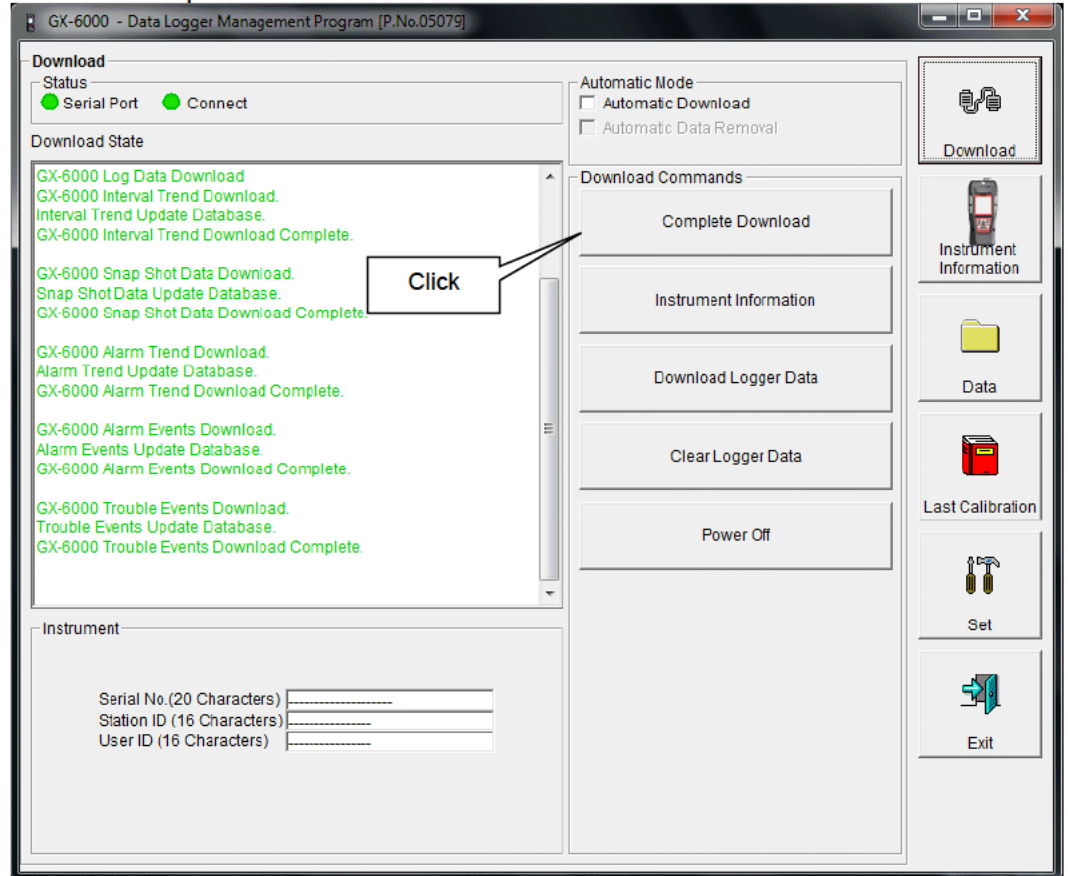 GX-6000 - Data Logger Management Program [P.No.05079]
Download
Status
Serial Port Connect
Download State
GX-6000 Log Data Download
GX-6000 Interval Trend Download.
Interval Trend Update Database.
GX-6000 Interval Trend Download Complete.
GX-6000 Snap Shot Data Download.
Snap Shot Data Update Database.
GX-6000 Snap Shot Data Download Complete.
GX-6000 Alarm Trend Download.
Alarm Trend Update Database.
GX-6000 Alarm Trend Download Complete.
GX-6000 Alarm Events Download.
Alarm Events Update Database.
GX-6000 Alarm Events Download Complete.
GX-6000 Trouble Events Download.
Trouble Events Update Database.
GX-6000 Trouble Events Download Complete.
Click
Instrument
Serial No.(20 Characters) --------------------
Station ID (16 Characters) ----------------
User ID (16 Characters) ----------------
Automatic Mode
Automatic Download
Automatic Data Removal
Download Commands
Complete Download
Instrument Information
Download Logger Data
Clear Logger Data
Power Off
Download
Instrument
Information
Data
Last Calibration
Set
Exit